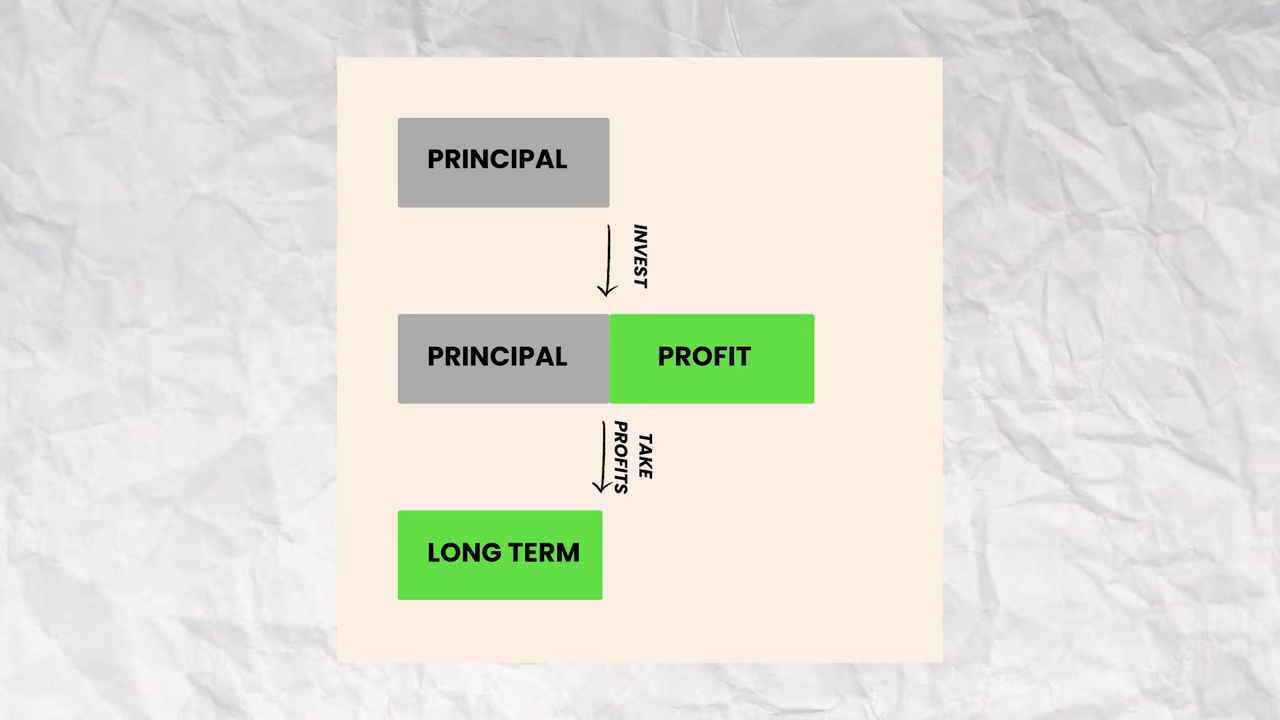 PRINCIPAL
INVEST
PRINCIPAL
PROFIT
TAKE
PROFITS
LONG TERM